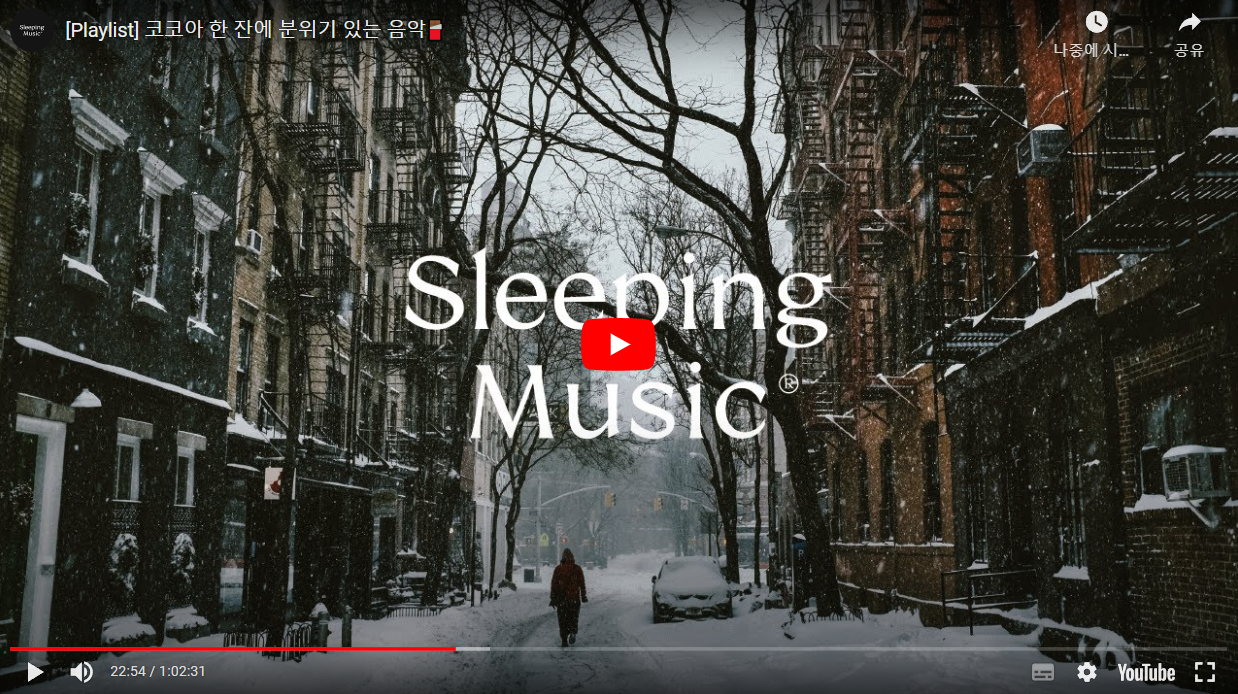 Sleeping
Music
[Playlist] 코코아 한 잔에 분위기 있는 음악
나중에 시...
공유
Sleeping
Music®
22:54 / 1:02:31
YouTube